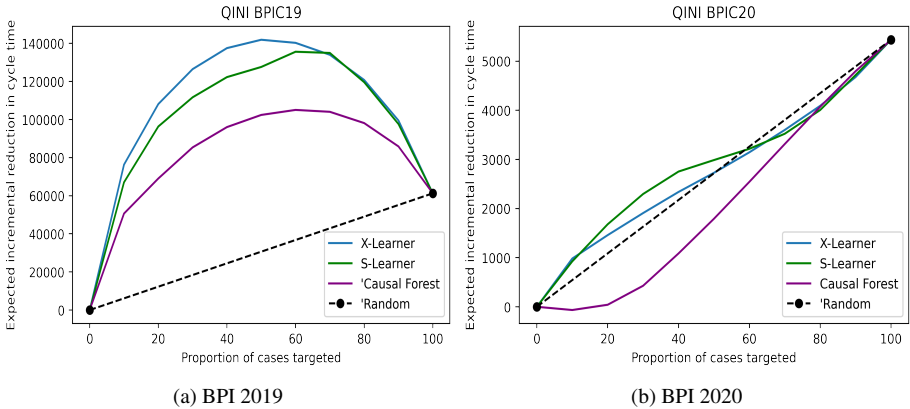 QINI BPIC19
Expected incremental reduction in cycle time
140000
120000
100000
80000
60000
40000
20000
0
0 20 40 60 80 100
Proportion of cases targeted
X-Learner
S-Learner
'Causal Forest
'Random
(a) BPI 2019
QINI BPIC20
Expected incremental reduction in cycle time
5000
4000
3000
2000
1000
0
0 20 40 60 80 100
Proportion of cases targeted
X-Learner
S-Learner
Causal Forest
'Random
(b) BPI 2020